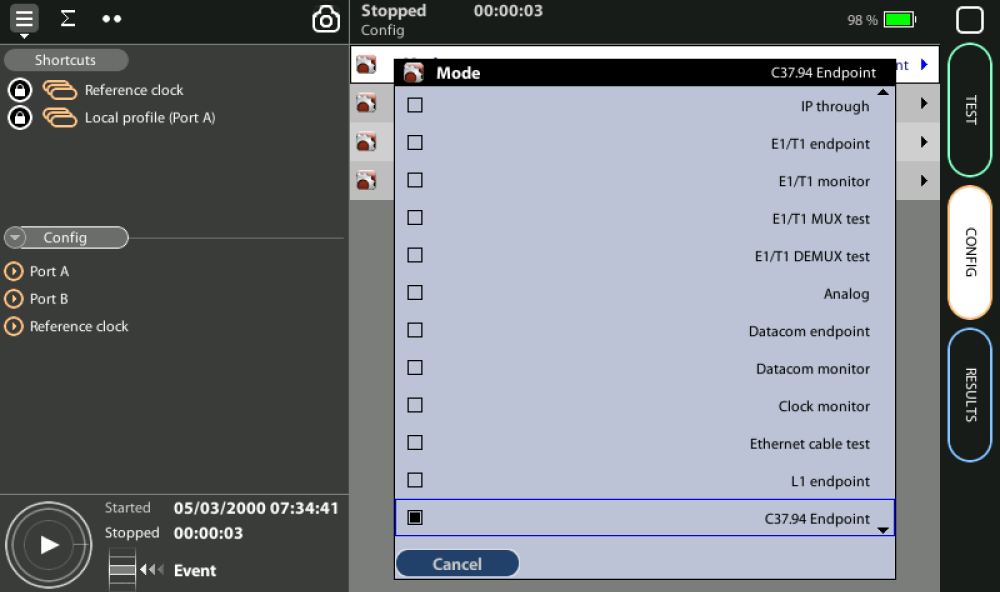 Stopped 00:00:03
Config
98 %
Shortcuts
Reference clock
Local profile (Port A)
Config
Port A
Port B
Reference clock
Started 05/03/2000 07:34:41
Stopped 00:00:03
Event
Mode C37.94 Endpoint
IP through
E1/T1 endpoint
E1/T1 monitor
E1/T1 MUX test
E1/T1 DEMUX test
Analog
Datacom endpoint
Datacom monitor
Clock monitor
Ethernet cable test
L1 endpoint
C37.94 Endpoint
Cancel
TEST
CONFIG
RESULTS